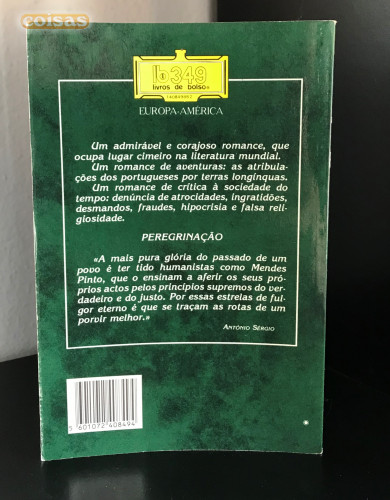 coisas
lb 349
livros de bolso
EUROPA-AMÉRICA
Um admirável e corajoso romance, que
ocupa lugar cimeiro na literatura mundial.
Um romance de aventuras: as atribula-
ções dos portugueses por terras longínquas.
Um romance de crítica à sociedade do
tempo: denúncia de atrocidades, ingratidões,
desmandos, fraudes, hipocrisia e falsa reli-
giosidade.
PEREGRINAÇÃO
«A mais pura glória do passado de um
povo é ter tido humanistas como Mendes
Pinto, que o ensinam a aferir os seus pró-
prios actos pelos princípios supremos do ver-
dadeiro e do justo. Por essas estrelas de ful-
gor eterno é que se traçam as rotas de um
porvir melhor.»
ANTÓNIO SÉRGIO
5 601072 408494